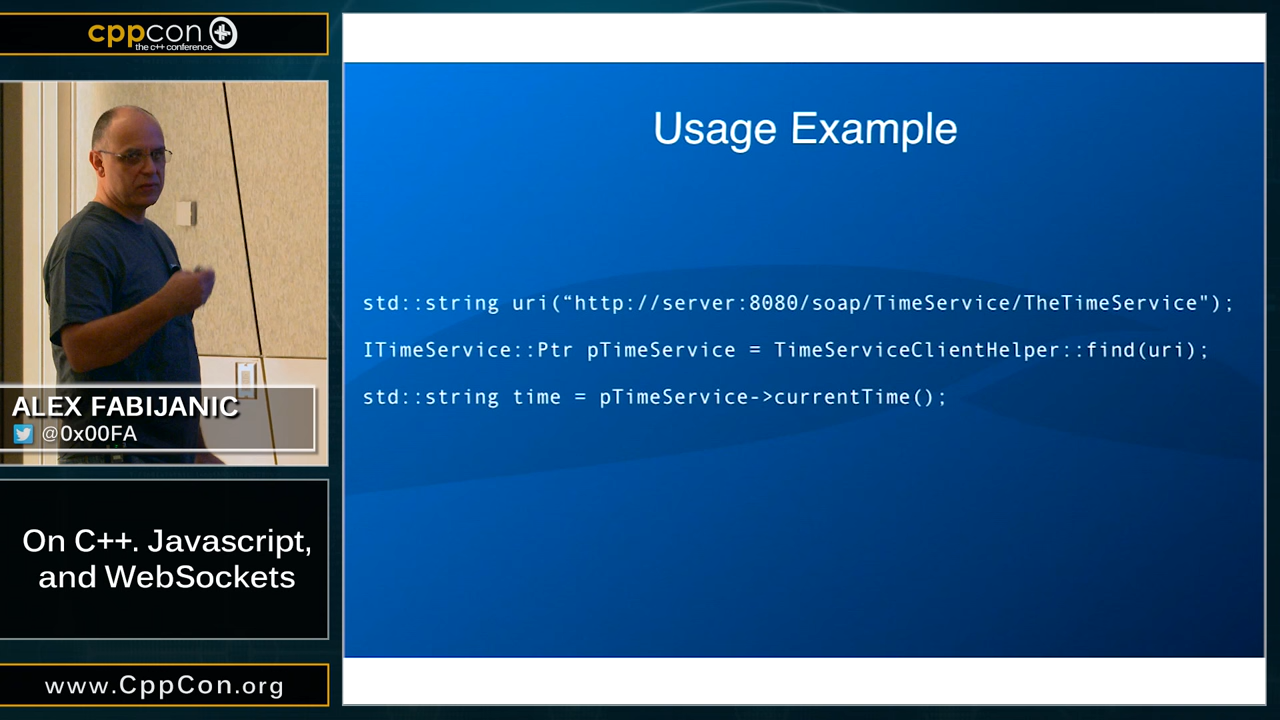 cppcon
the c++ conference
ALEX FABIJANIC
@0x00FA
On C++. Javascript,
and WebSockets
www.CppCon.org
Usage Example
std::string uri(“http://server:8080/soap/TimeService/TheTimeService");
ITimeService::Ptr pTimeService = TimeServiceClientHelper::find(uri);
std::string time = pTimeService->currentTime();